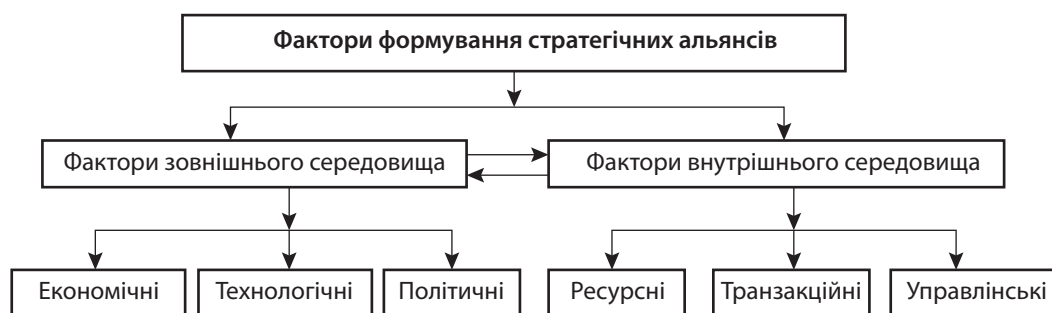 Фактори формування стратегічних альянсів
Фактори зовнішнього середовища
Фактори внутрішнього середовища
Економічні
Технологічні
Політичні
Ресурсні
Транзакційні
Управлінські